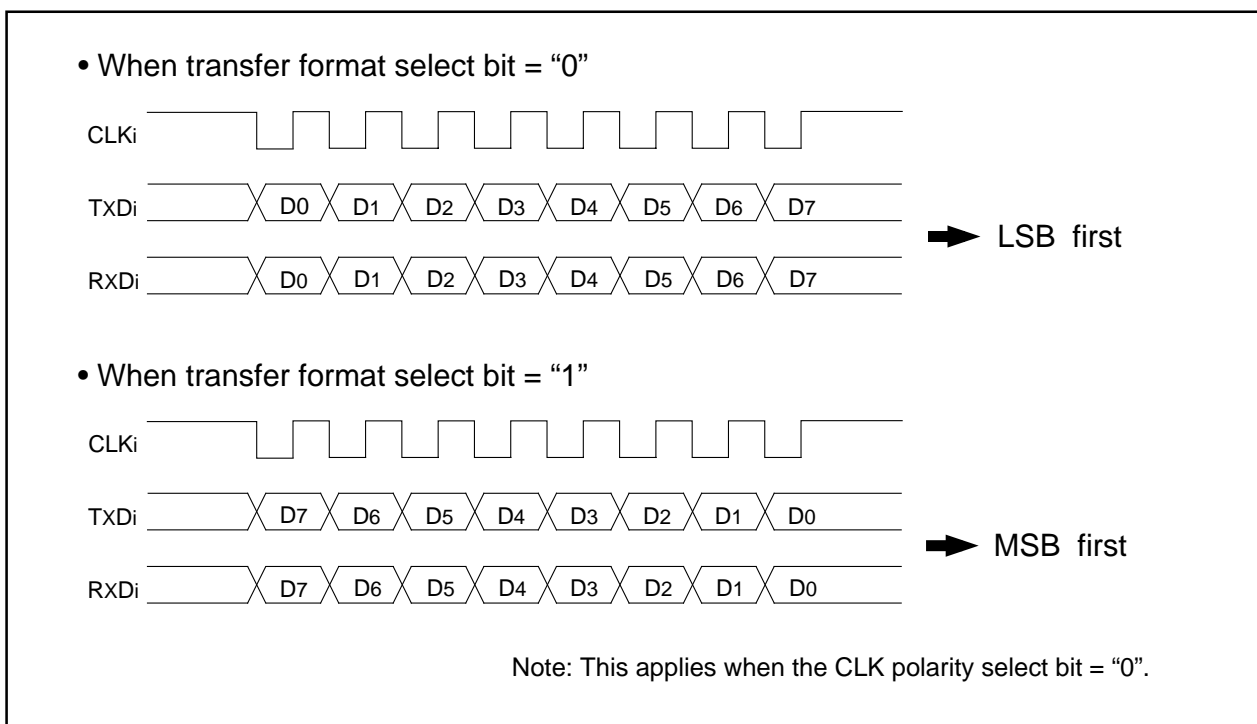 • When transfer format select bit = “0”
CLKi
TXDi D0 D1 D2 D3 D4 D5 D6 D7
RXDi D0 D1 D2 D3 D4 D5 D6 D7
LSB first
• When transfer format select bit = “1”
CLKi
TXDi D7 D6 D5 D4 D3 D2 D1 D0
RXDi D7 D6 D5 D4 D3 D2 D1 D0
MSB first
Note: This applies when the CLK polarity select bit = “0”.